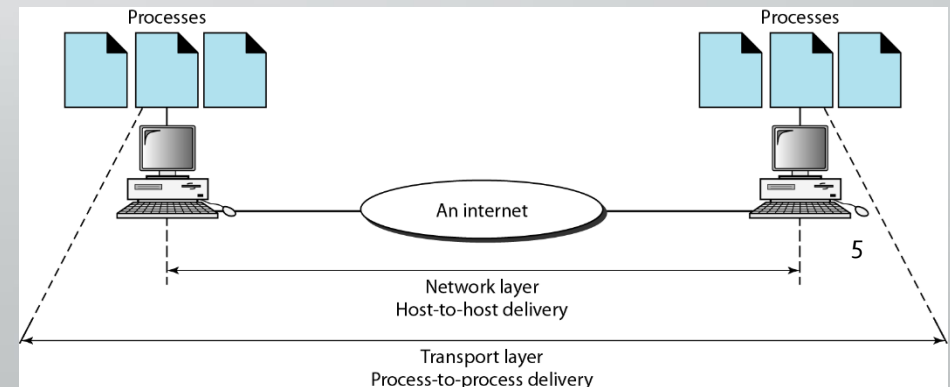 Processes
Processes
An internet
5
Network layer
Host-to-host delivery
Transport layer
Process-to-process delivery